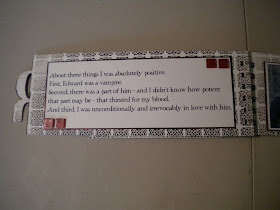 About three things I was absolutely positive.
First, Edward was a vampire
Second, there was a part of him - and I didn't know how potent
that part may be - that thirsted for my blood.
And third, I was unconditionally and irrevocably in love with him.